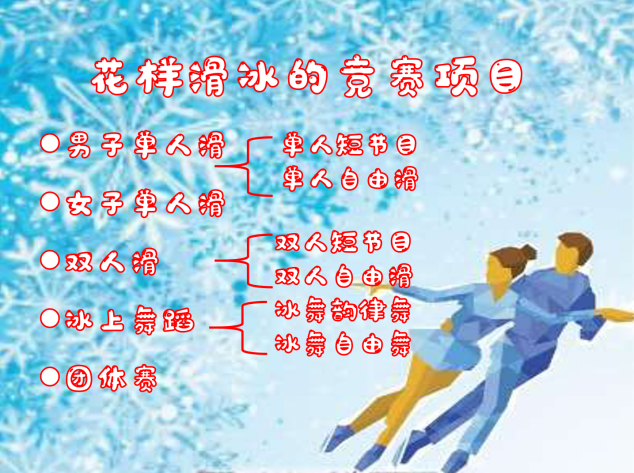 花样滑冰的竞赛项目
●男子单人滑
单人短节目
单人自由滑
●女子单人滑
●双人滑
双人短节目
双人自由滑
●冰上舞蹈
冰舞韵律舞
冰舞自由舞
●团体赛